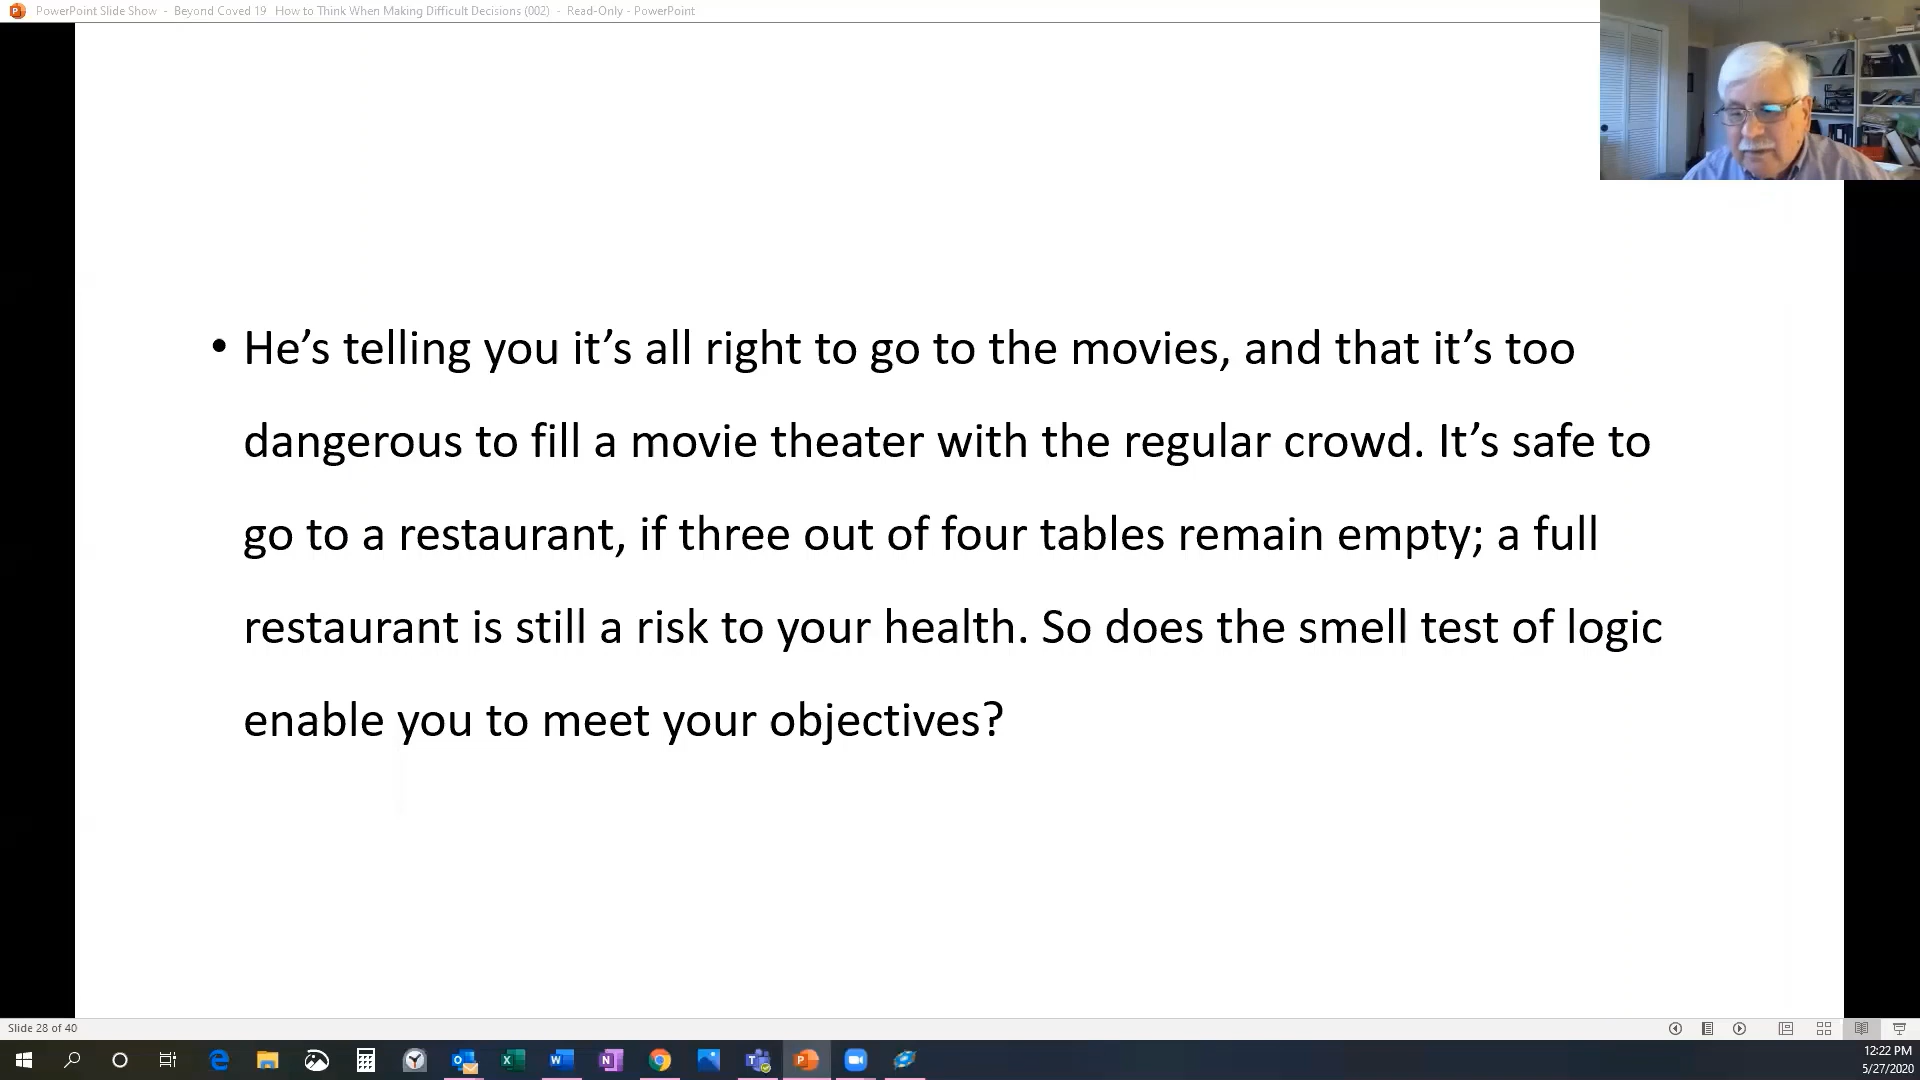 PowerPoint Slide Show - Beyond Coved 19 How to Think When Making Difficult Decisions (002) - Read-Only - PowerPoint
• He’s telling you it’s all right to go to the movies, and that it’s too
dangerous to fill a movie theater with the regular crowd. It’s safe to
go to a restaurant, if three out of four tables remain empty; a full
restaurant is still a risk to your health. So does the smell test of logic
enable you to meet your objectives?
Slide 28 of 40
12:22 PM
5/27/2020